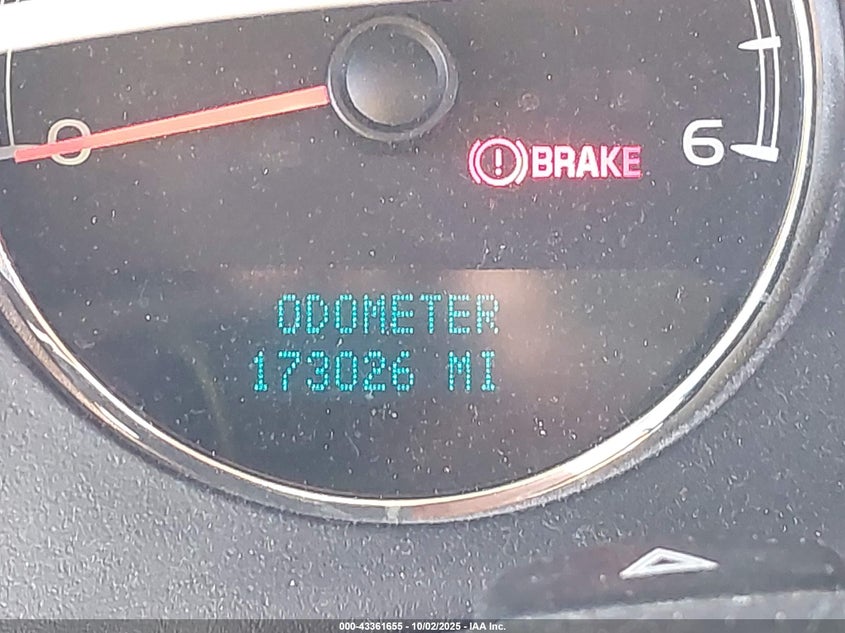 0
BRAKE
6
ODOMETER
173026 MI
000-43361655 - 10/02/2025 - IAA Inc.